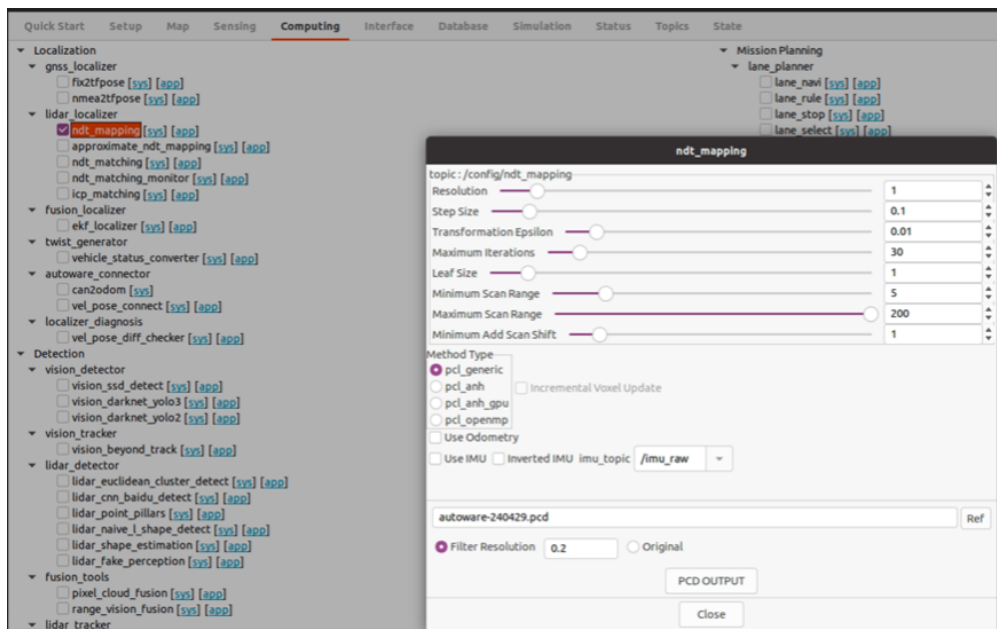 Quick Start Setup Map Sensing Computing Interface Database Simulation Status Topics State
Localization
gnss_localizer
fix2tfpose [sys] [app]
nmea2tfpose [sys] [app]
lidar_localizer
ndt_mapping [sys] [app]
approximate_ndt_mapping [sys] [app]
ndt_matching [sys] [app]
ndt_matching_monitor [sys] [app]
icp_matching [sys] [app]
fusion_localizer
ekf_localizer [sys] [app]
twist_generator
vehicle_status_converter [sys] [app]
autoware_connector
can2odom [sys]
vel_pose_connect [sys] [app]
localizer_diagnosis
vel_pose_diff_checker [sys] [app]
Detection
vision_detector
vision_ssd_detect [sys] [app]
vision_darknet_yolo3 [sys] [app]
vision_darknet_yolo2 [sys] [app]
vision_tracker
vision_beyond_track [sys] [app]
lidar_detector
lidar_euclidean_cluster_detect [sys] [app]
lidar_cnn_baidu_detect [sys] [app]
lidar_point_pillars [sys] [app]
lidar_naive_l_shape_detect [sys] [app]
lidar_shape_estimation [sys] [app]
lidar_fake_perception [sys] [app]
fusion_tools
pixel_cloud_fusion [sys] [app]
range_vision_fusion [sys] [app]
lidar_tracker
Mission Planning
lane_planner
lane_navi [sys] [app]
lane_rule [sys] [app]
lane_stop [sys] [app]
lane_select [sys] [app]
ndt_mapping
topic : /config/ndt_mapping
Resolution 1
Step Size 0.1
Transformation Epsilon 0.01
Maximum Iterations 30
Leaf Size 1
Minimum Scan Range 5
Maximum Scan Range 200
Minimum Add Scan Shift 1
Method Type
pcl_generic
pcl_anh Incremental Voxel Update
pcl_anh_gpu
pcl_openmp
Use Odometry
Use IMU Inverted IMU imu_topic /imu_raw
autoware-240429.pcd Ref
Filter Resolution 0.2 Original
PCD OUTPUT
Close